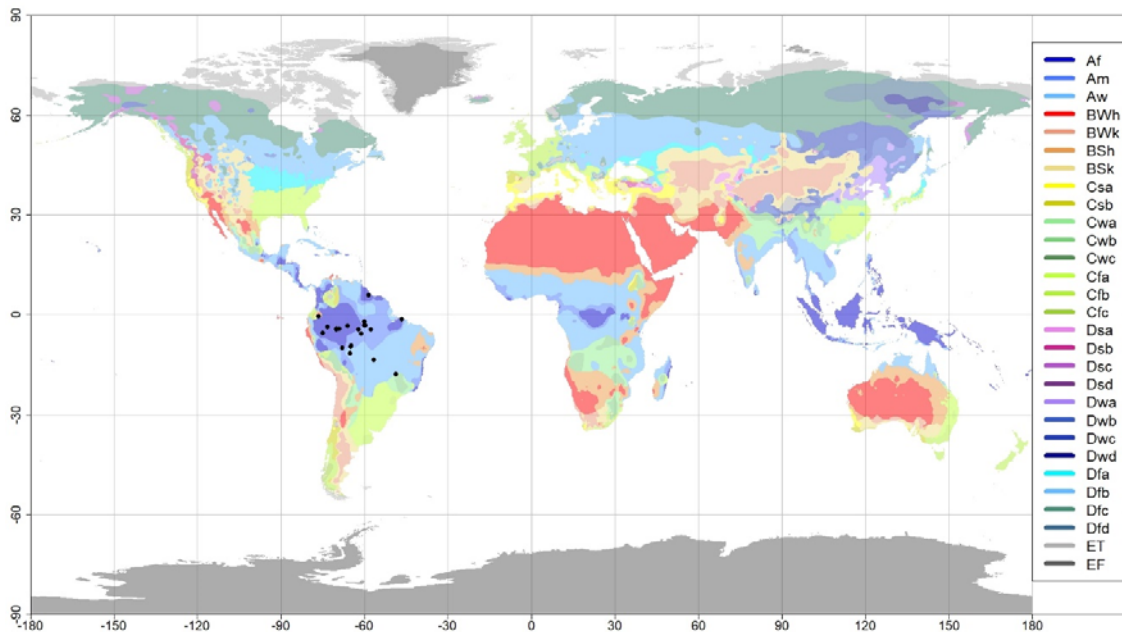 90
60
30
0
-30
-60
-90
-180
-150
-120
-90
-60
-30
0
30
60
90
120
150
180
Af
Am
Aw
BWh
BWk
BSh
BSk
Csa
Csb
Cwa
Cwb
Cwc
Cfa
Cfb
Cfc
Dsa
Dsb
Dsc
Dsd
Dwa
Dwb
Dwc
Dwd
Dfa
Dfb
Dfc
Dfd
ET
EF